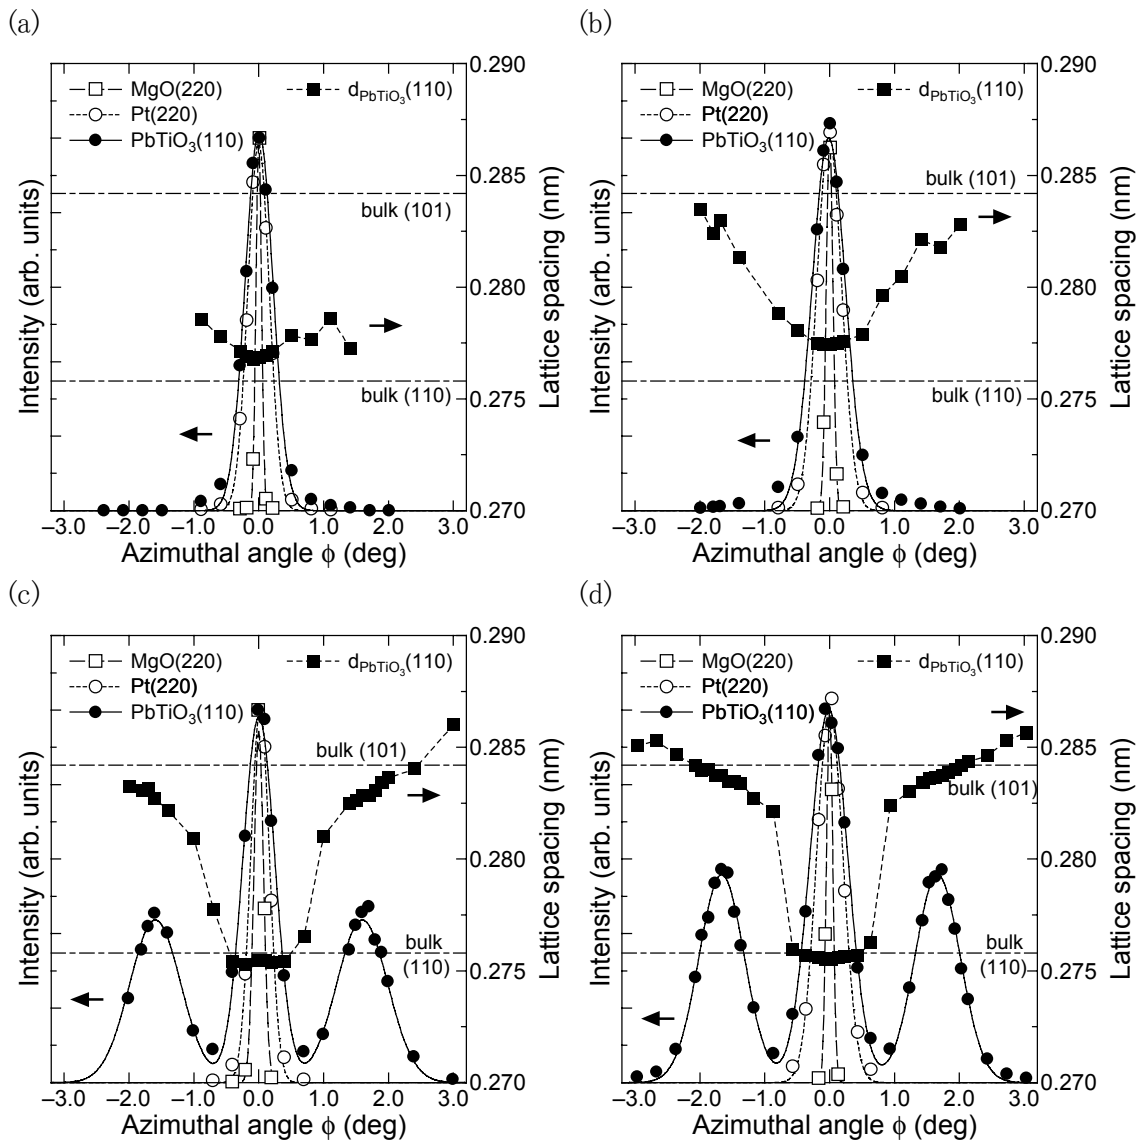 (a)
0.290
MgO(220)
d_PbTiO3(110)
Pt(220)
PbTiO3(110)
0.285
bulk (101)
0.280
0.275
bulk (110)
0.270
Intensity (arb. units)
Lattice spacing (nm)
–3.0 –2.0 –1.0 0.0 1.0 2.0 3.0
Azimuthal angle ϕ (deg)
(b)
0.290
MgO(220)
d_PbTiO3(110)
Pt(220)
PbTiO3(110)
0.285
bulk (101)
0.280
0.275
bulk (110)
0.270
Intensity (arb. units)
Lattice spacing (nm)
–3.0 –2.0 –1.0 0.0 1.0 2.0 3.0
Azimuthal angle ϕ (deg)
(c)
0.290
MgO(220)
d_PbTiO3(110)
Pt(220)
PbTiO3(110)
0.285
bulk (101)
0.280
bulk
(110)
0.275
0.270
Intensity (arb. units)
Lattice spacing (nm)
–3.0 –2.0 –1.0 0.0 1.0 2.0 3.0
Azimuthal angle ϕ (deg)
(d)
0.290
MgO(220)
d_PbTiO3(110)
Pt(220)
PbTiO3(110)
0.285
bulk (101)
0.280
bulk
(110)
0.275
0.270
Intensity (arb. units)
Lattice spacing (nm)
–3.0 –2.0 –1.0 0.0 1.0 2.0 3.0
Azimuthal angle ϕ (deg)